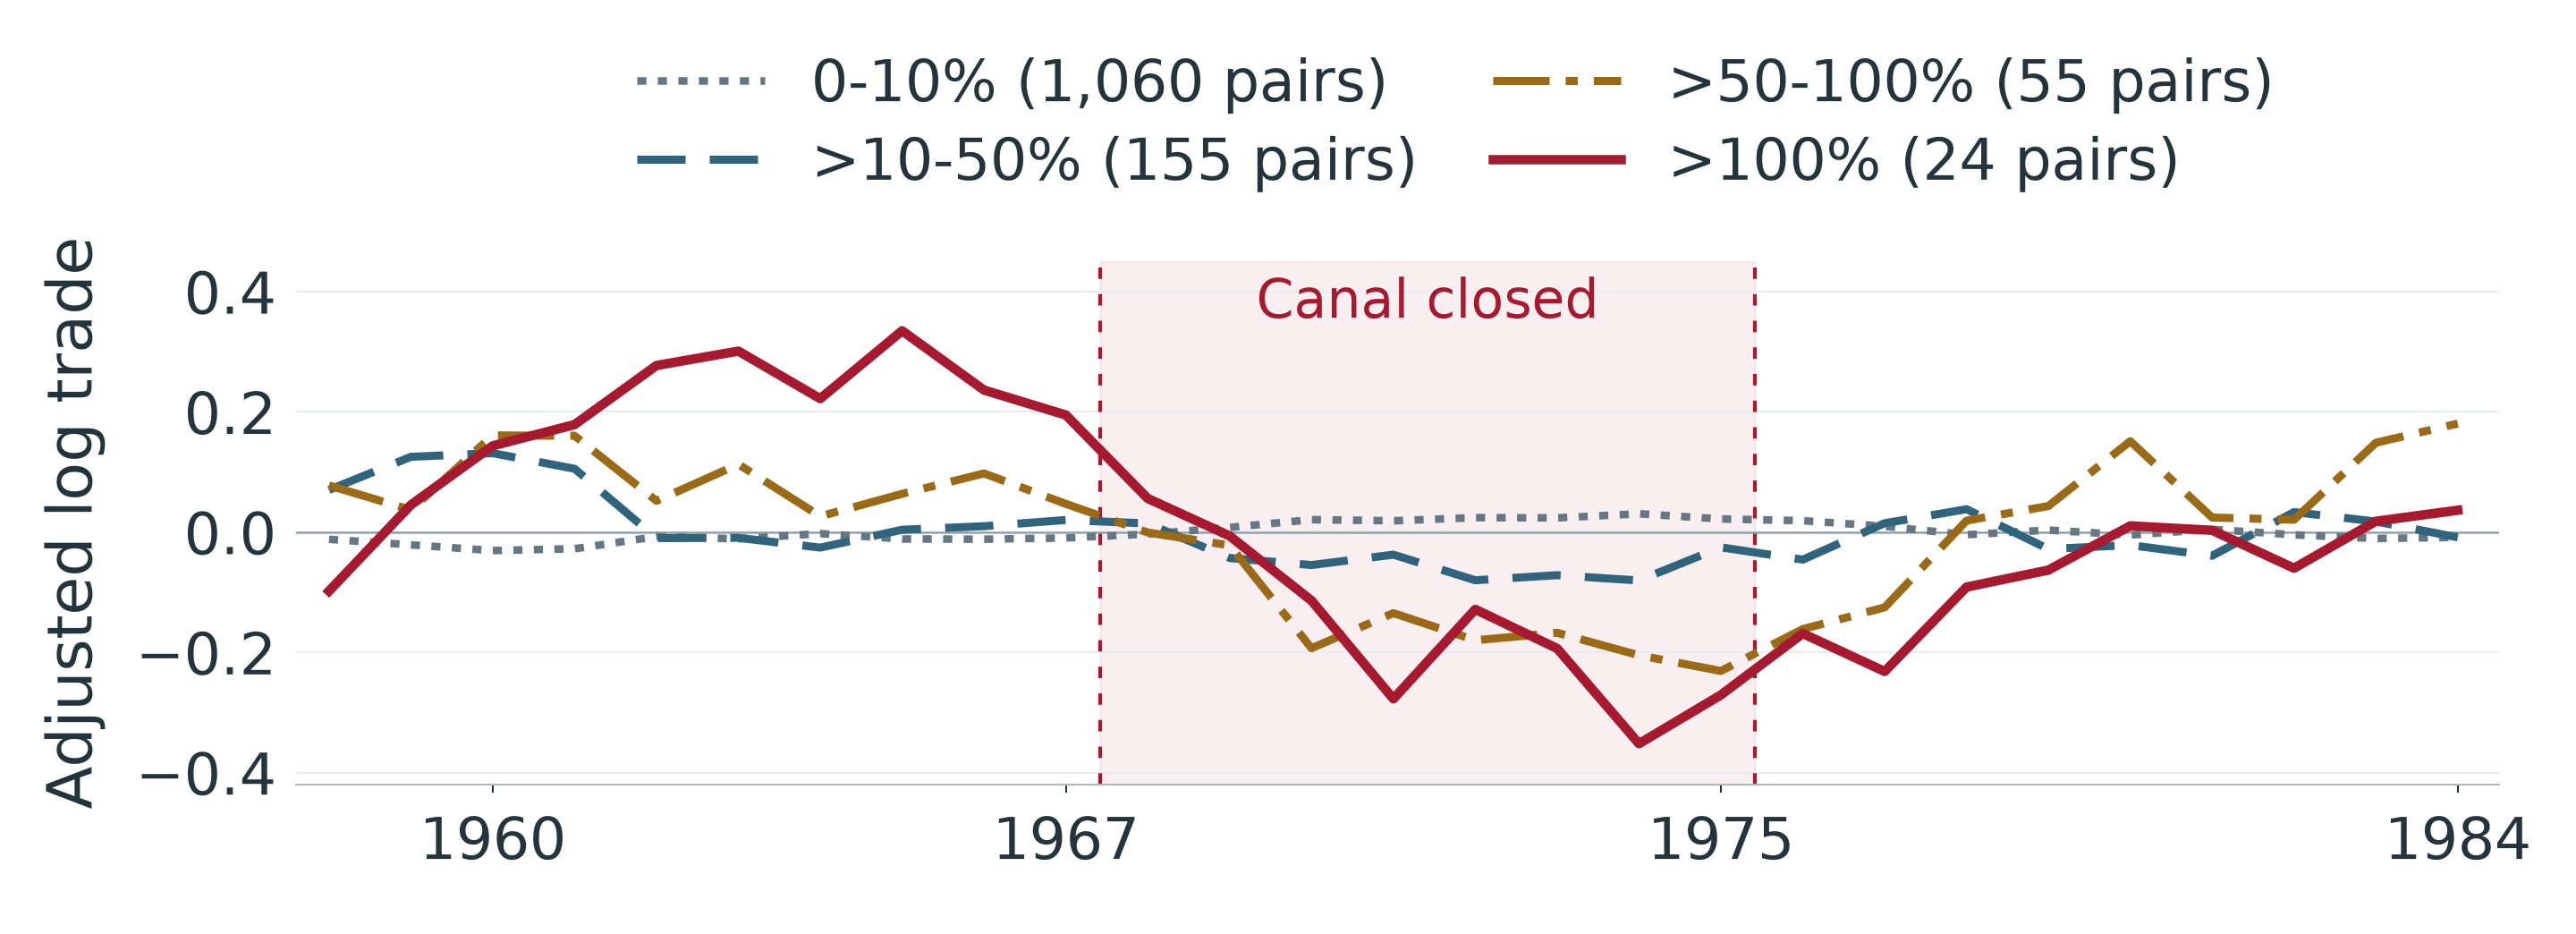 0-10% (1,060 pairs)
>10-50% (155 pairs)
>50-100% (55 pairs)
>100% (24 pairs)
Adjusted log trade
0.4
0.2
0.0
−0.2
−0.4
Canal closed
1960
1967
1975
1984